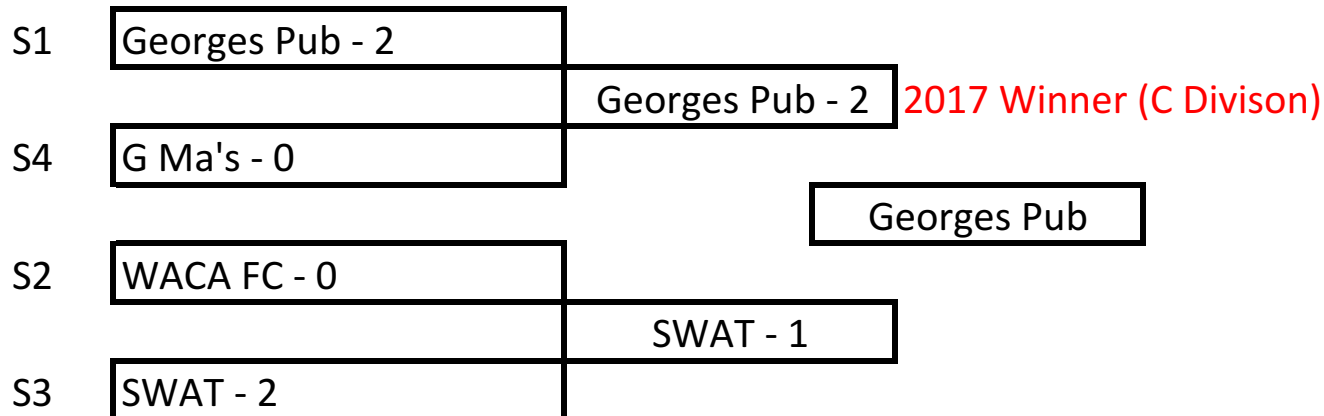 S1 Georges Pub - 2
Georges Pub - 2 2017 Winner (C Divison)
S4 G Ma's - 0
Georges Pub
S2 WACA FC - 0
SWAT - 1
S3 SWAT - 2